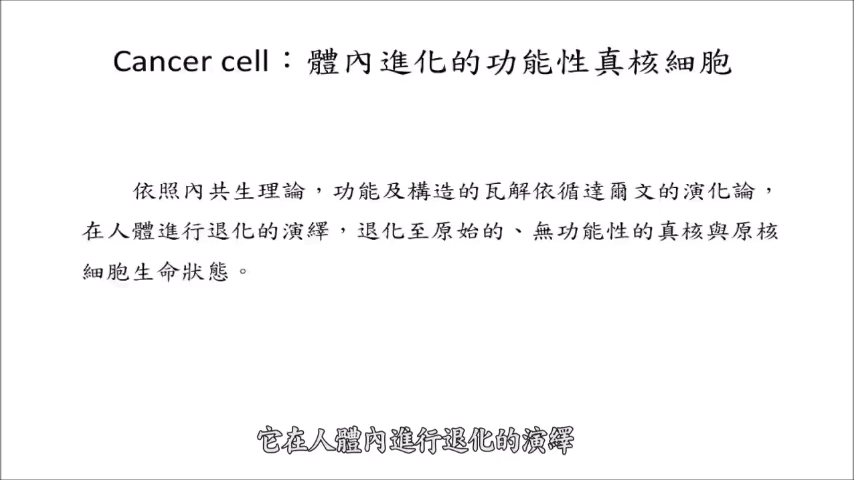 Cancer cell：體內進化的功能性真核細胞
依照內共生理論，功能及構造的瓦解依循達爾文的演化論，
在人體進行退化的演繹，退化至原始的、無功能性的真核與原核
細胞生命狀態。
它在人體內進行退化的演繹